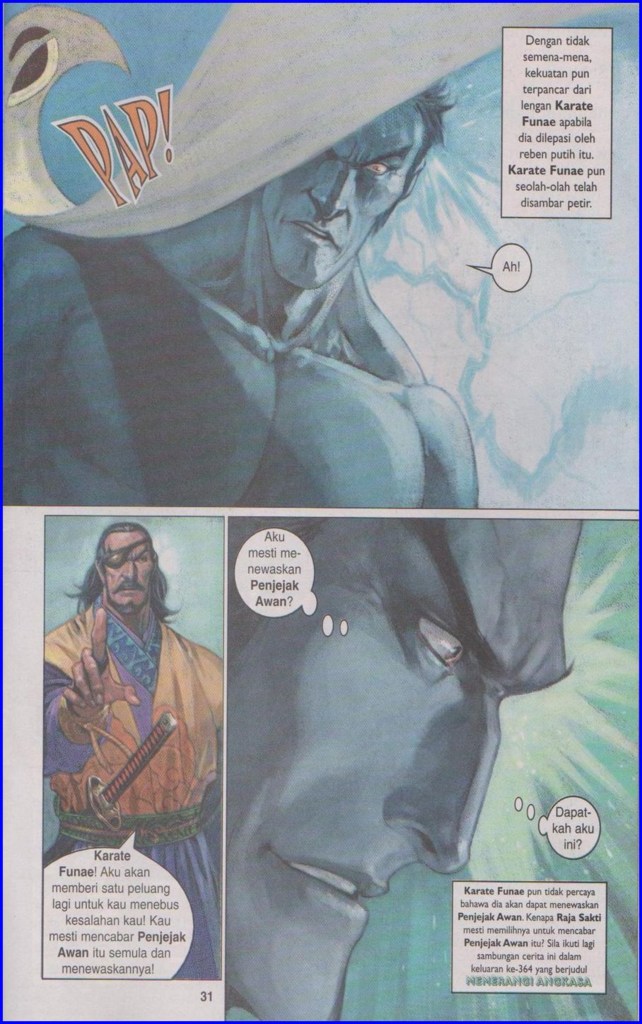 PAP!
Dengan tidak
semena-mena,
kekuatan pun
terpancar dari
lengan Karate
Funae apabila
dia dilepasi oleh
reben putih itu.
Karate Funae pun
seolah-olah telah
disambar petir.
Ah!
Karate
Funae! Aku akan
memberi satu peluang
lagi untuk kau menebus
kesalahan kau! Kau
mesti mencabar Penjejak
Awan itu semula dan
menewaskannya!
Aku
mesti me-
newaskan
Penjejak
Awan?
Dapat-
kah aku
ini?
Karate Funae pun tidak percaya
bahawa dia akan dapat menewaskan
Penjejak Awan. Kenapa Raja Sakti
mesti memilihnya untuk mencabar
Penjejak Awan itu? Sila ikuti lagi
sambungan cerita ini dalam
keluaran ke-364 yang berjudul
MEMERANGI ANGKASA
31